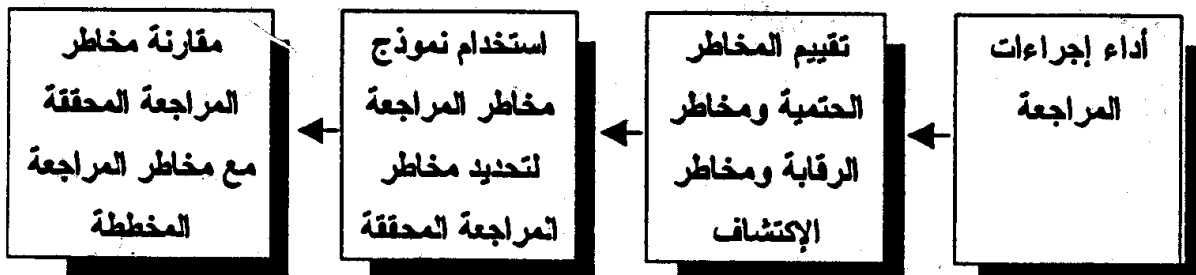 أداء إجراءات
المراجعة
تقييم المخاطر
الحتمية ومخاطر
الرقابة ومخاطر
الإكتشاف
استخدام نموذج
مخاطر المراجعة
لتحديد مخاطر
المراجعة المحققة
مقارنة مخاطر
المراجعة المحققة
مع مخاطر المراجعة
المخططة